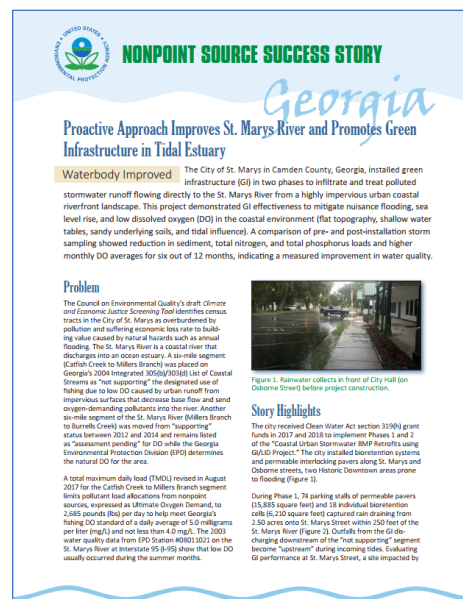 UNITED STATES
ENVIRONMENTAL PROTECTION AGENCY
NONPOINT SOURCE SUCCESS STORY
Georgia
Proactive Approach Improves St. Marys River and Promotes Green
Infrastructure in Tidal Estuary
Waterbody Improved
The City of St. Marys in Camden County, Georgia, installed green
infrastructure (GI) in two phases to infiltrate and treat polluted
stormwater runoff flowing directly to the St. Marys River from a highly impervious urban coastal
riverfront landscape. This project demonstrated GI effectiveness to mitigate nuisance flooding, sea
level rise, and low dissolved oxygen (DO) in the coastal environment (flat topography, shallow water
tables, sandy underlying soils, and tidal influence). A comparison of pre- and post-installation storm
sampling showed reduction in sediment, total nitrogen, and total phosphorus loads and higher
monthly DO averages for six out of 12 months, indicating a measured improvement in water quality.
Problem
The Council on Environmental Quality's draft Climate
and Economic Justice Screening Tool identifies census
tracts in the City of St. Marys as overburdened by
pollution and suffering economic loss rate to build-
ing value caused by natural hazards such as annual
flooding. The St. Marys River is a coastal river that
discharges into an ocean estuary. A six-mile segment
(Catfish Creek to Millers Branch) was placed on
Georgia's 2004 Integrated 305(b)/303(d) List of Coastal
Streams as "not supporting" the designated use of
fishing due to low DO caused by urban runoff from
impervious surfaces that decrease base flow and send
oxygen-demanding pollutants into the river. Another
six-mile segment of the St. Marys River (Millers Branch
to Burrells Creek) was moved from "supporting"
status between 2012 and 2014 and remains listed
as "assessment pending" for DO while the Georgia
Environmental Protection Division (EPD) determines
the natural DO for the area.
A total maximum daily load (TMDL) revised in August
2017 for the Catfish Creek to Millers Branch segment
limits pollutant load allocations from nonpoint
sources, expressed as Ultimate Oxygen Demand, to
2,685 pounds (lbs) per day to help meet Georgia's
fishing DO standard of a daily average of 5.0 milligrams
per liter (mg/L) and not less than 4.0 mg/L. The 2003
water quality data from EPD Station #08011021 on the
St. Marys River at Interstate 95 (I-95) show that low DO
usually occurred during the summer months.
Figure 1. Rainwater collects in front of City Hall (on
Osborne Street) before project construction.
Story Highlights
The city received Clean Water Act section 319(h) grant
funds in 2017 and 2018 to implement Phases 1 and 2
of the "Coastal Urban Stormwater BMP Retrofits using
GI/LID Project." The city installed bioretention systems
and permeable interlocking pavers along St. Marys and
Osborne streets, two Historic Downtown areas prone
to flooding (Figure 1).
During Phase 1, 74 parking stalls of permeable pavers
(15,885 square feet) and 18 individual bioretention
cells (6,210 square feet) captured rain draining from
2.50 acres onto St. Marys Street within 250 feet of the
St. Marys River (Figure 2). Outfalls from the GI dis-
charging downstream of the "not supporting" segment
become "upstream" during incoming tides. Evaluating
GI performance at St. Marys Street, a site impacted by